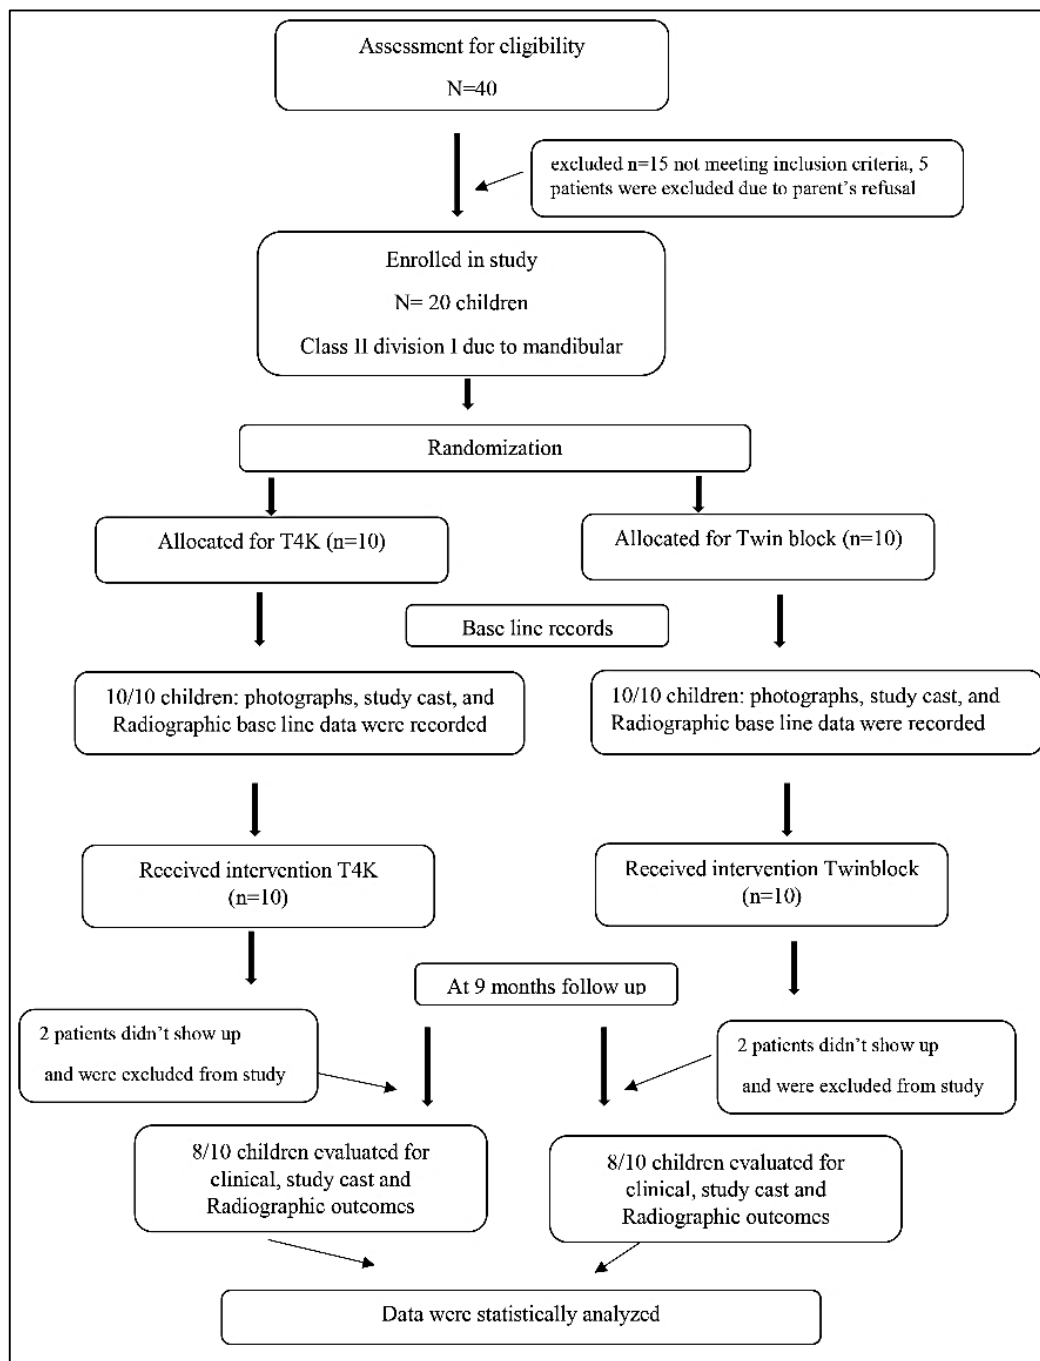 Assessment for eligibility
N=40
excluded n=15 not meeting inclusion criteria, 5
patients were excluded due to parent's refusal
Enrolled in study
N= 20 children
Class II division I due to mandibular
Randomization
Allocated for T4K (n=10)
Allocated for Twin block (n=10)
Base line records
10/10 children: photographs, study cast, and
Radiographic base line data were recorded
10/10 children: photographs, study cast, and
Radiographic base line data were recorded
Received intervention T4K
(n=10)
Received intervention Twinblock
(n=10)
At 9 months follow up
2 patients didn't show up
and were excluded from study
2 patients didn't show up
and were excluded from study
8/10 children evaluated for
clinical, study cast and
Radiographic outcomes
8/10 children evaluated for
clinical, study cast and
Radiographic outcomes
Data were statistically analyzed